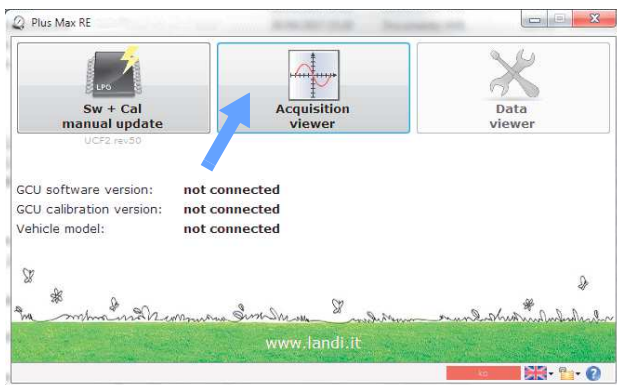 Plus Max RE
LPG
Sw + Cal
manual update
UCF2.rev50
Acquisition
viewer
Data
viewer
GCU software version: not connected
GCU calibration version: not connected
Vehicle model: not connected
www.landi.it
ko